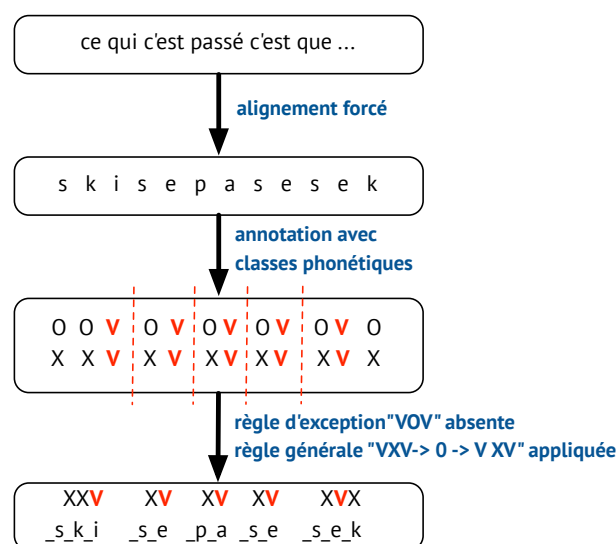 ce qui c'est passé c'est que ...
alignement forcé
s k i s e p a s e s e k
annotation avec
classes phonétiques
O O V O V O V O V O V O
X X V X V X V X V X V X
règle d'exception"VOV" absente
règle générale "VXV-> 0 -> V XV" appliquée
XXV XV XV XV XVX
_s_k_i _s_e _p_a _s_e _s_e_k